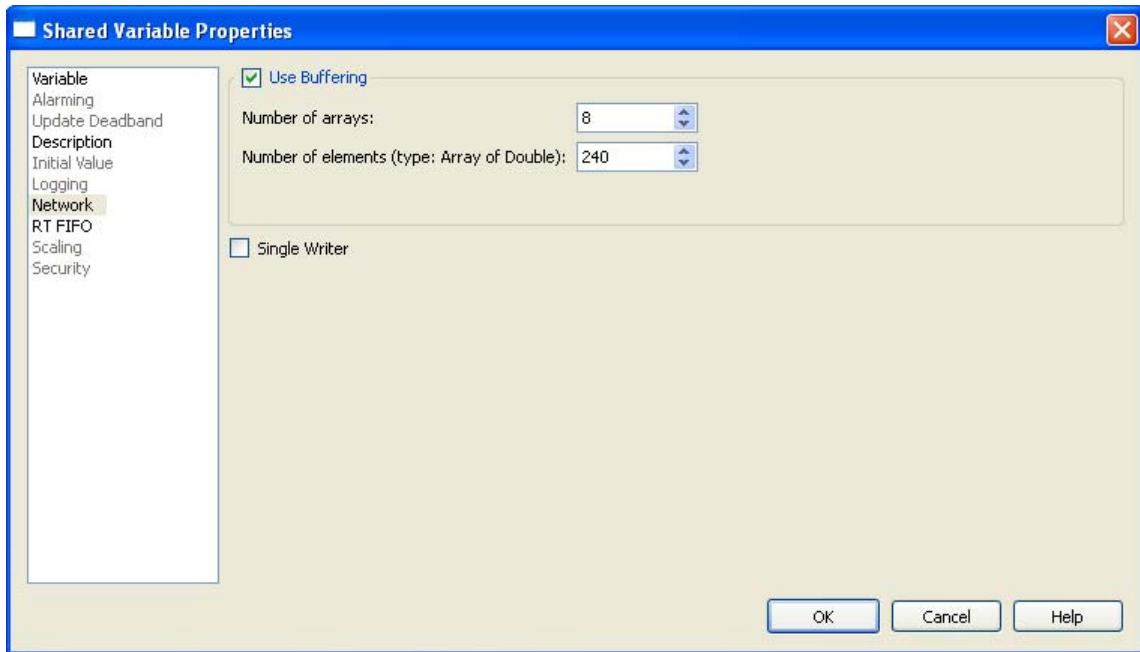 Shared Variable Properties
Variable
Alarming
Update Deadband
Description
Initial Value
Logging
Network
RT FIFO
Scaling
Security
Use Buffering
Number of arrays: 8
Number of elements (type: Array of Double): 240
Single Writer
OK Cancel Help